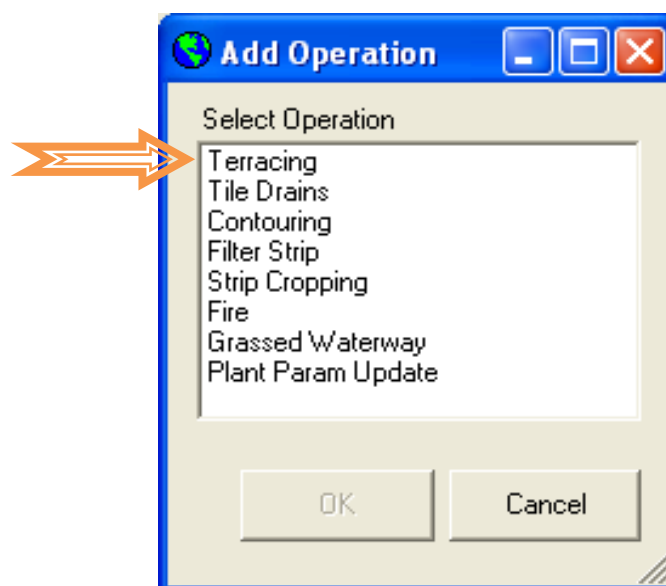 Add Operation
Select Operation
Terracing
Tile Drains
Contouring
Filter Strip
Strip Cropping
Fire
Grassed Waterway
Plant Param Update
OK
Cancel